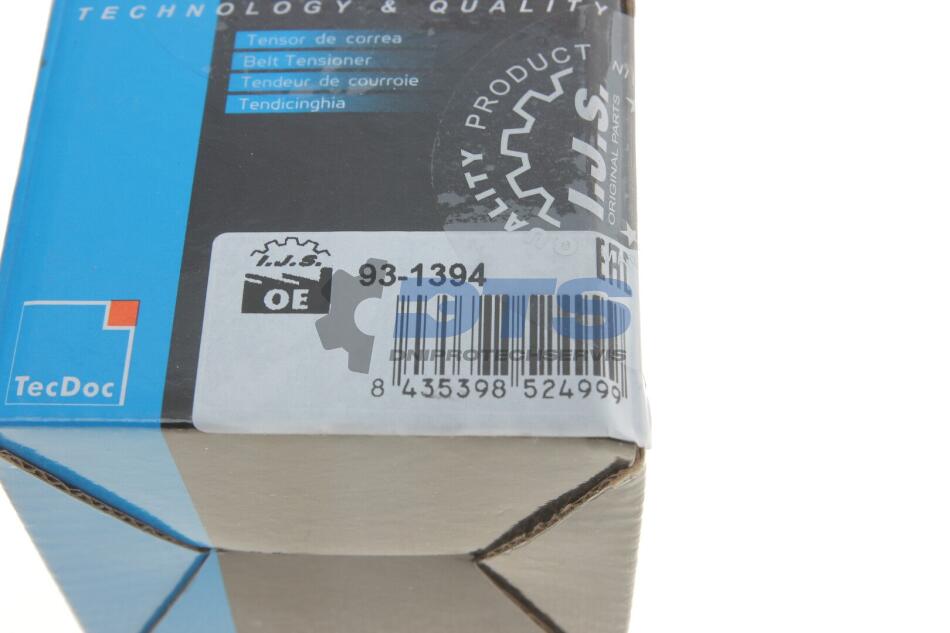 TECHNOLOGY & QUALITY
Tensor de correa
Belt Tensioner
Tendeur de courroie
Tendicinghia
QUALITY PRODUCT
I.J.S.
ORIGINAL PARTS
I.J.S.
OE
93-1394
DTS
DNIPROTECHSERVIS
8 435398 524999
TecDoc